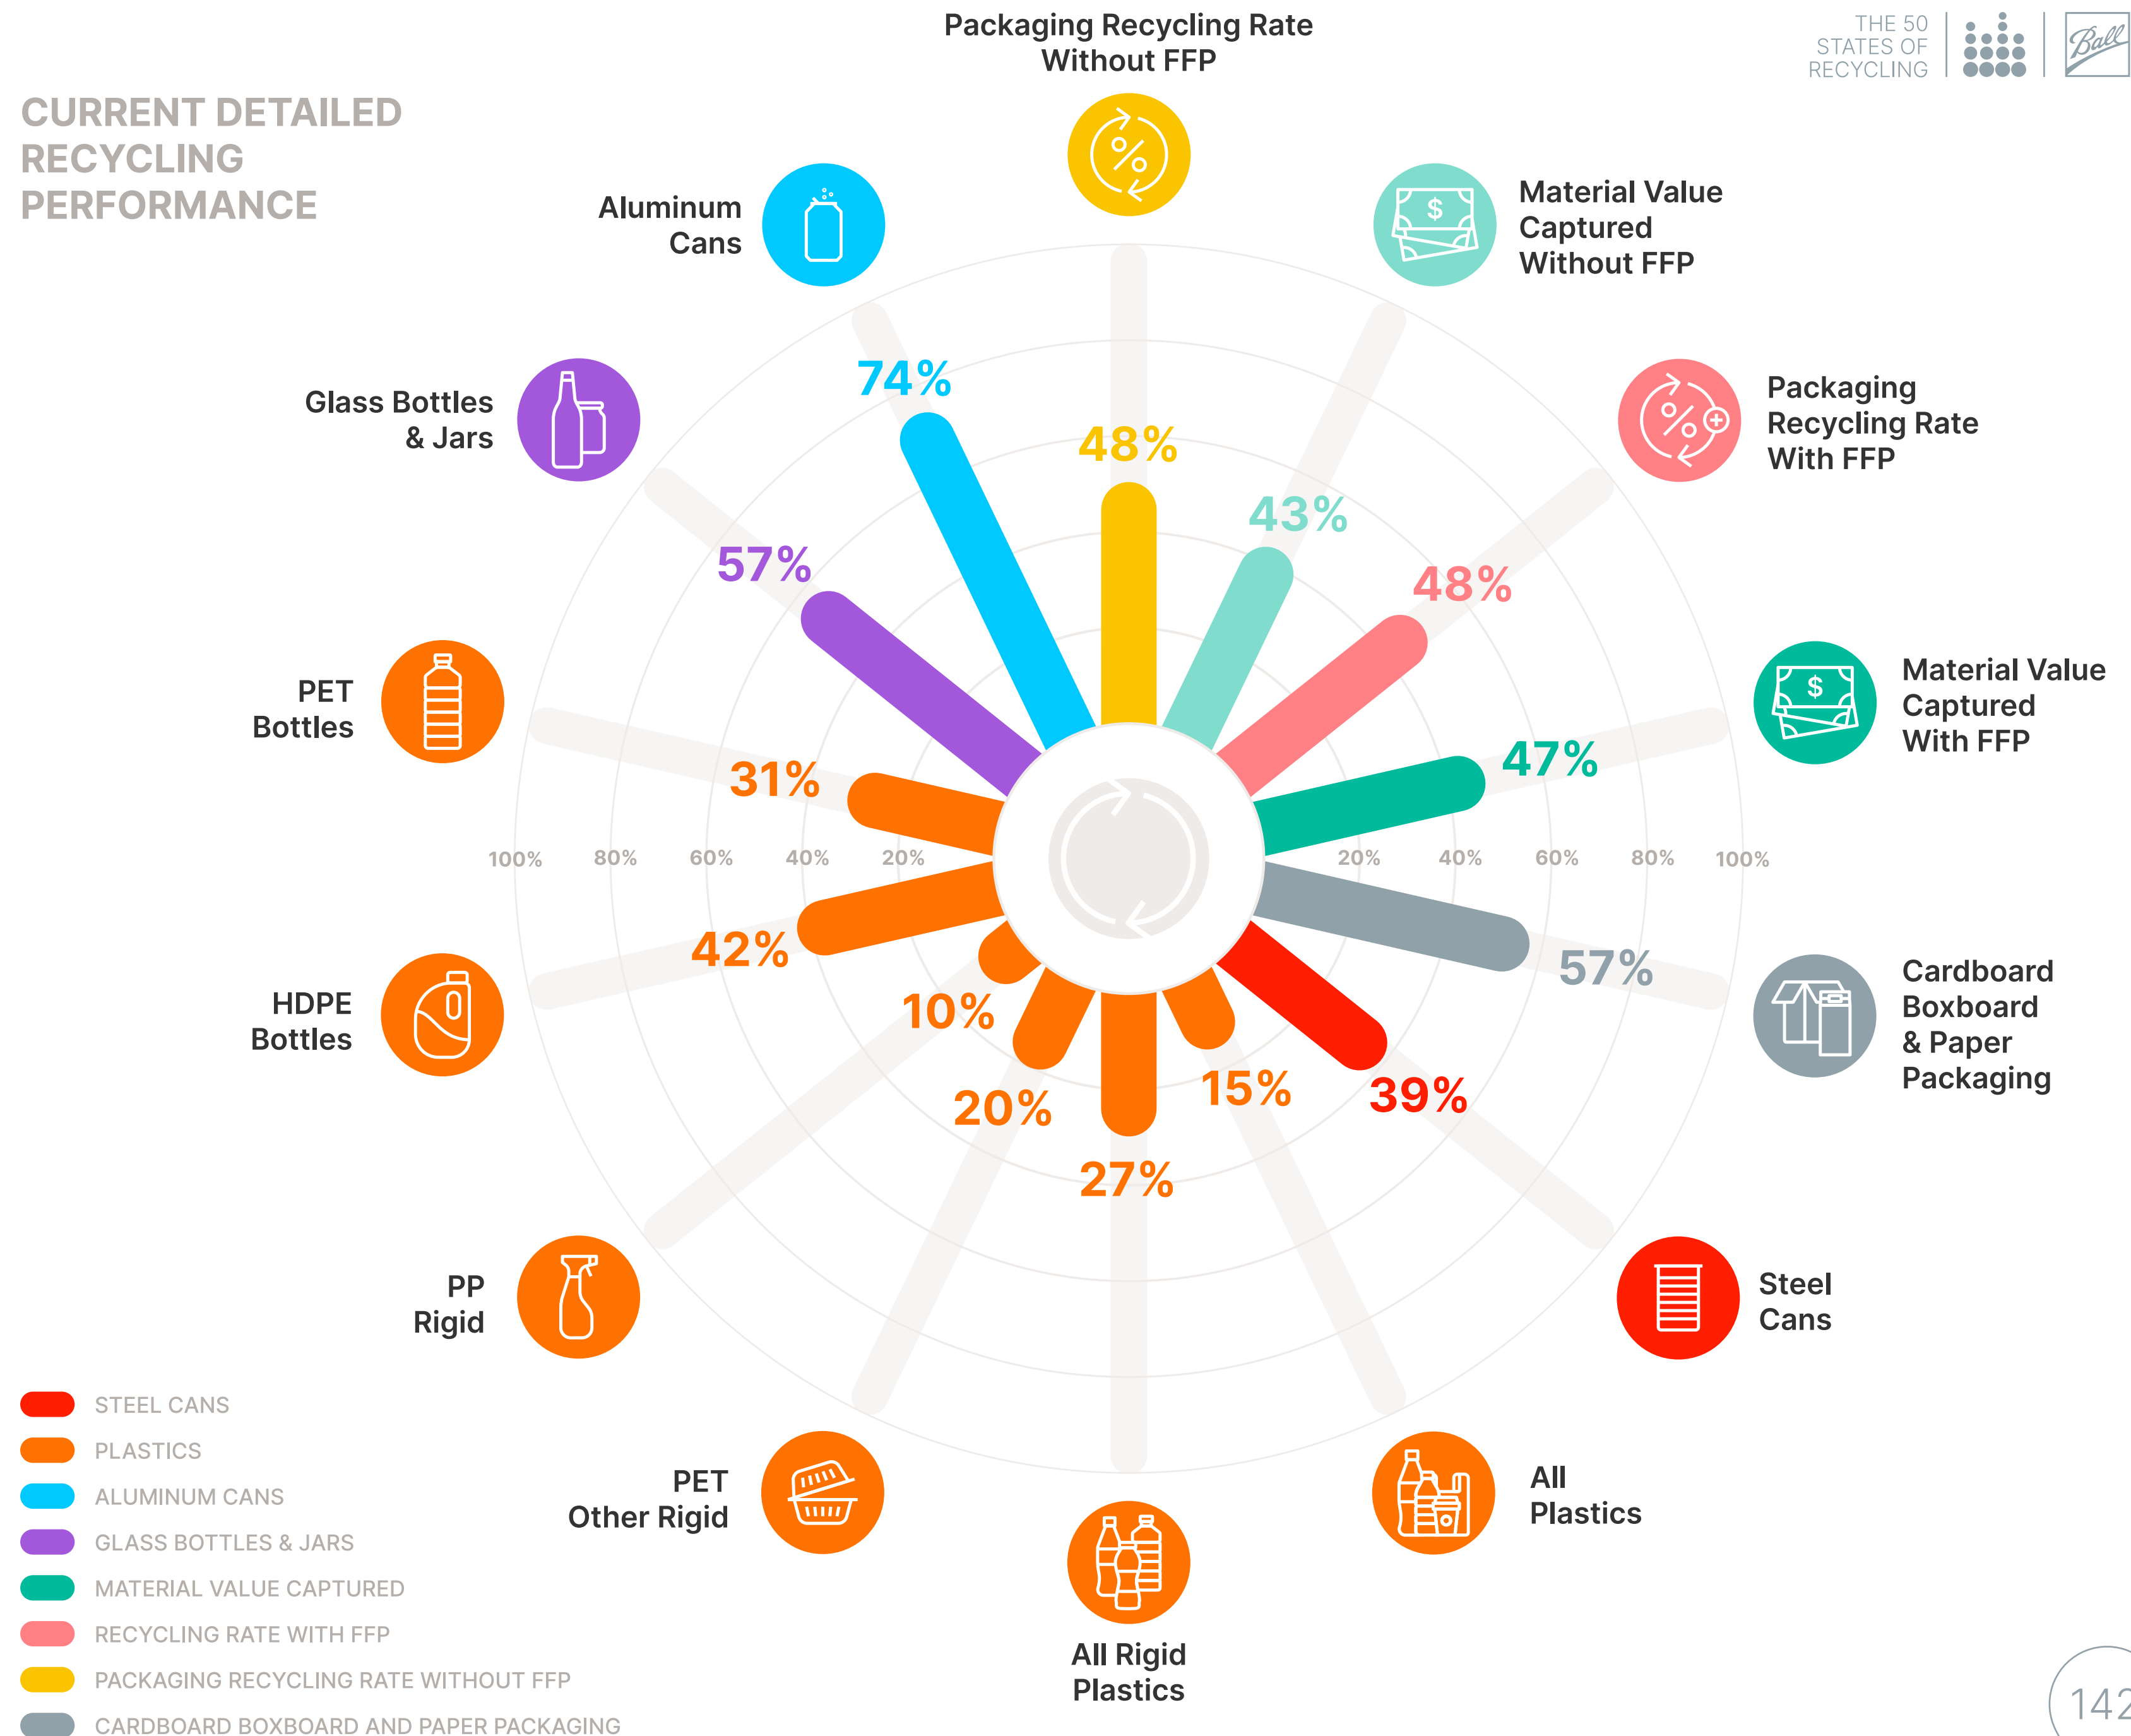 THE 50
STATES OF
RECYCLING
Ball
CURRENT DETAILED
RECYCLING
PERFORMANCE
Packaging Recycling Rate
Without FFP
Aluminum
Cans
Material Value
Captured
Without FFP
Glass Bottles
& Jars
Packaging
Recycling Rate
With FFP
PET
Bottles
Material Value
Captured
With FFP
74%
48%
43%
57%
48%
31%
47%
100%
80%
60%
40%
20%
20%
40%
60%
80%
100%
42%
57%
10%
20%
27%
15%
39%
HDPE
Bottles
Cardboard
Boxboard
& Paper
Packaging
PP
Rigid
Steel
Cans
PET
Other Rigid
All
Plastics
All Rigid
Plastics
STEEL CANS
PLASTICS
ALUMINUM CANS
GLASS BOTTLES & JARS
MATERIAL VALUE CAPTURED
RECYCLING RATE WITH FFP
PACKAGING RECYCLING RATE WITHOUT FFP
CARDBOARD BOXBOARD AND PAPER PACKAGING
142